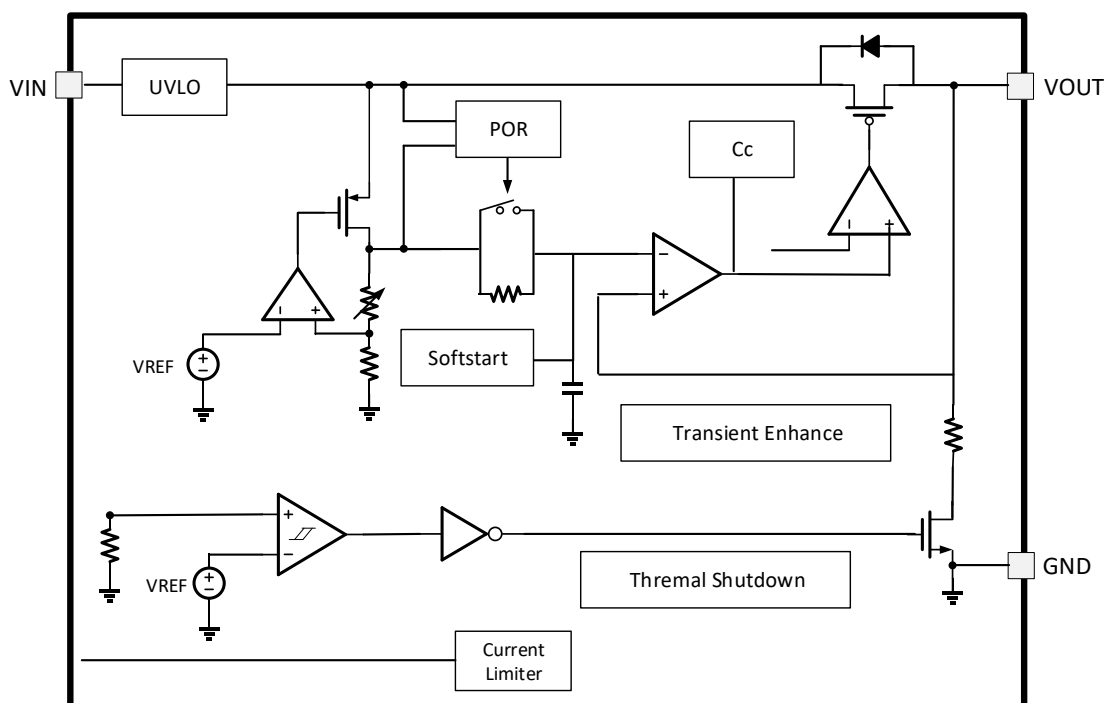 VIN
UVLO
VOUT
POR
Cc
VREF
Softstart
Transient Enhance
VREF
Thremal Shutdown
GND
Current
Limiter